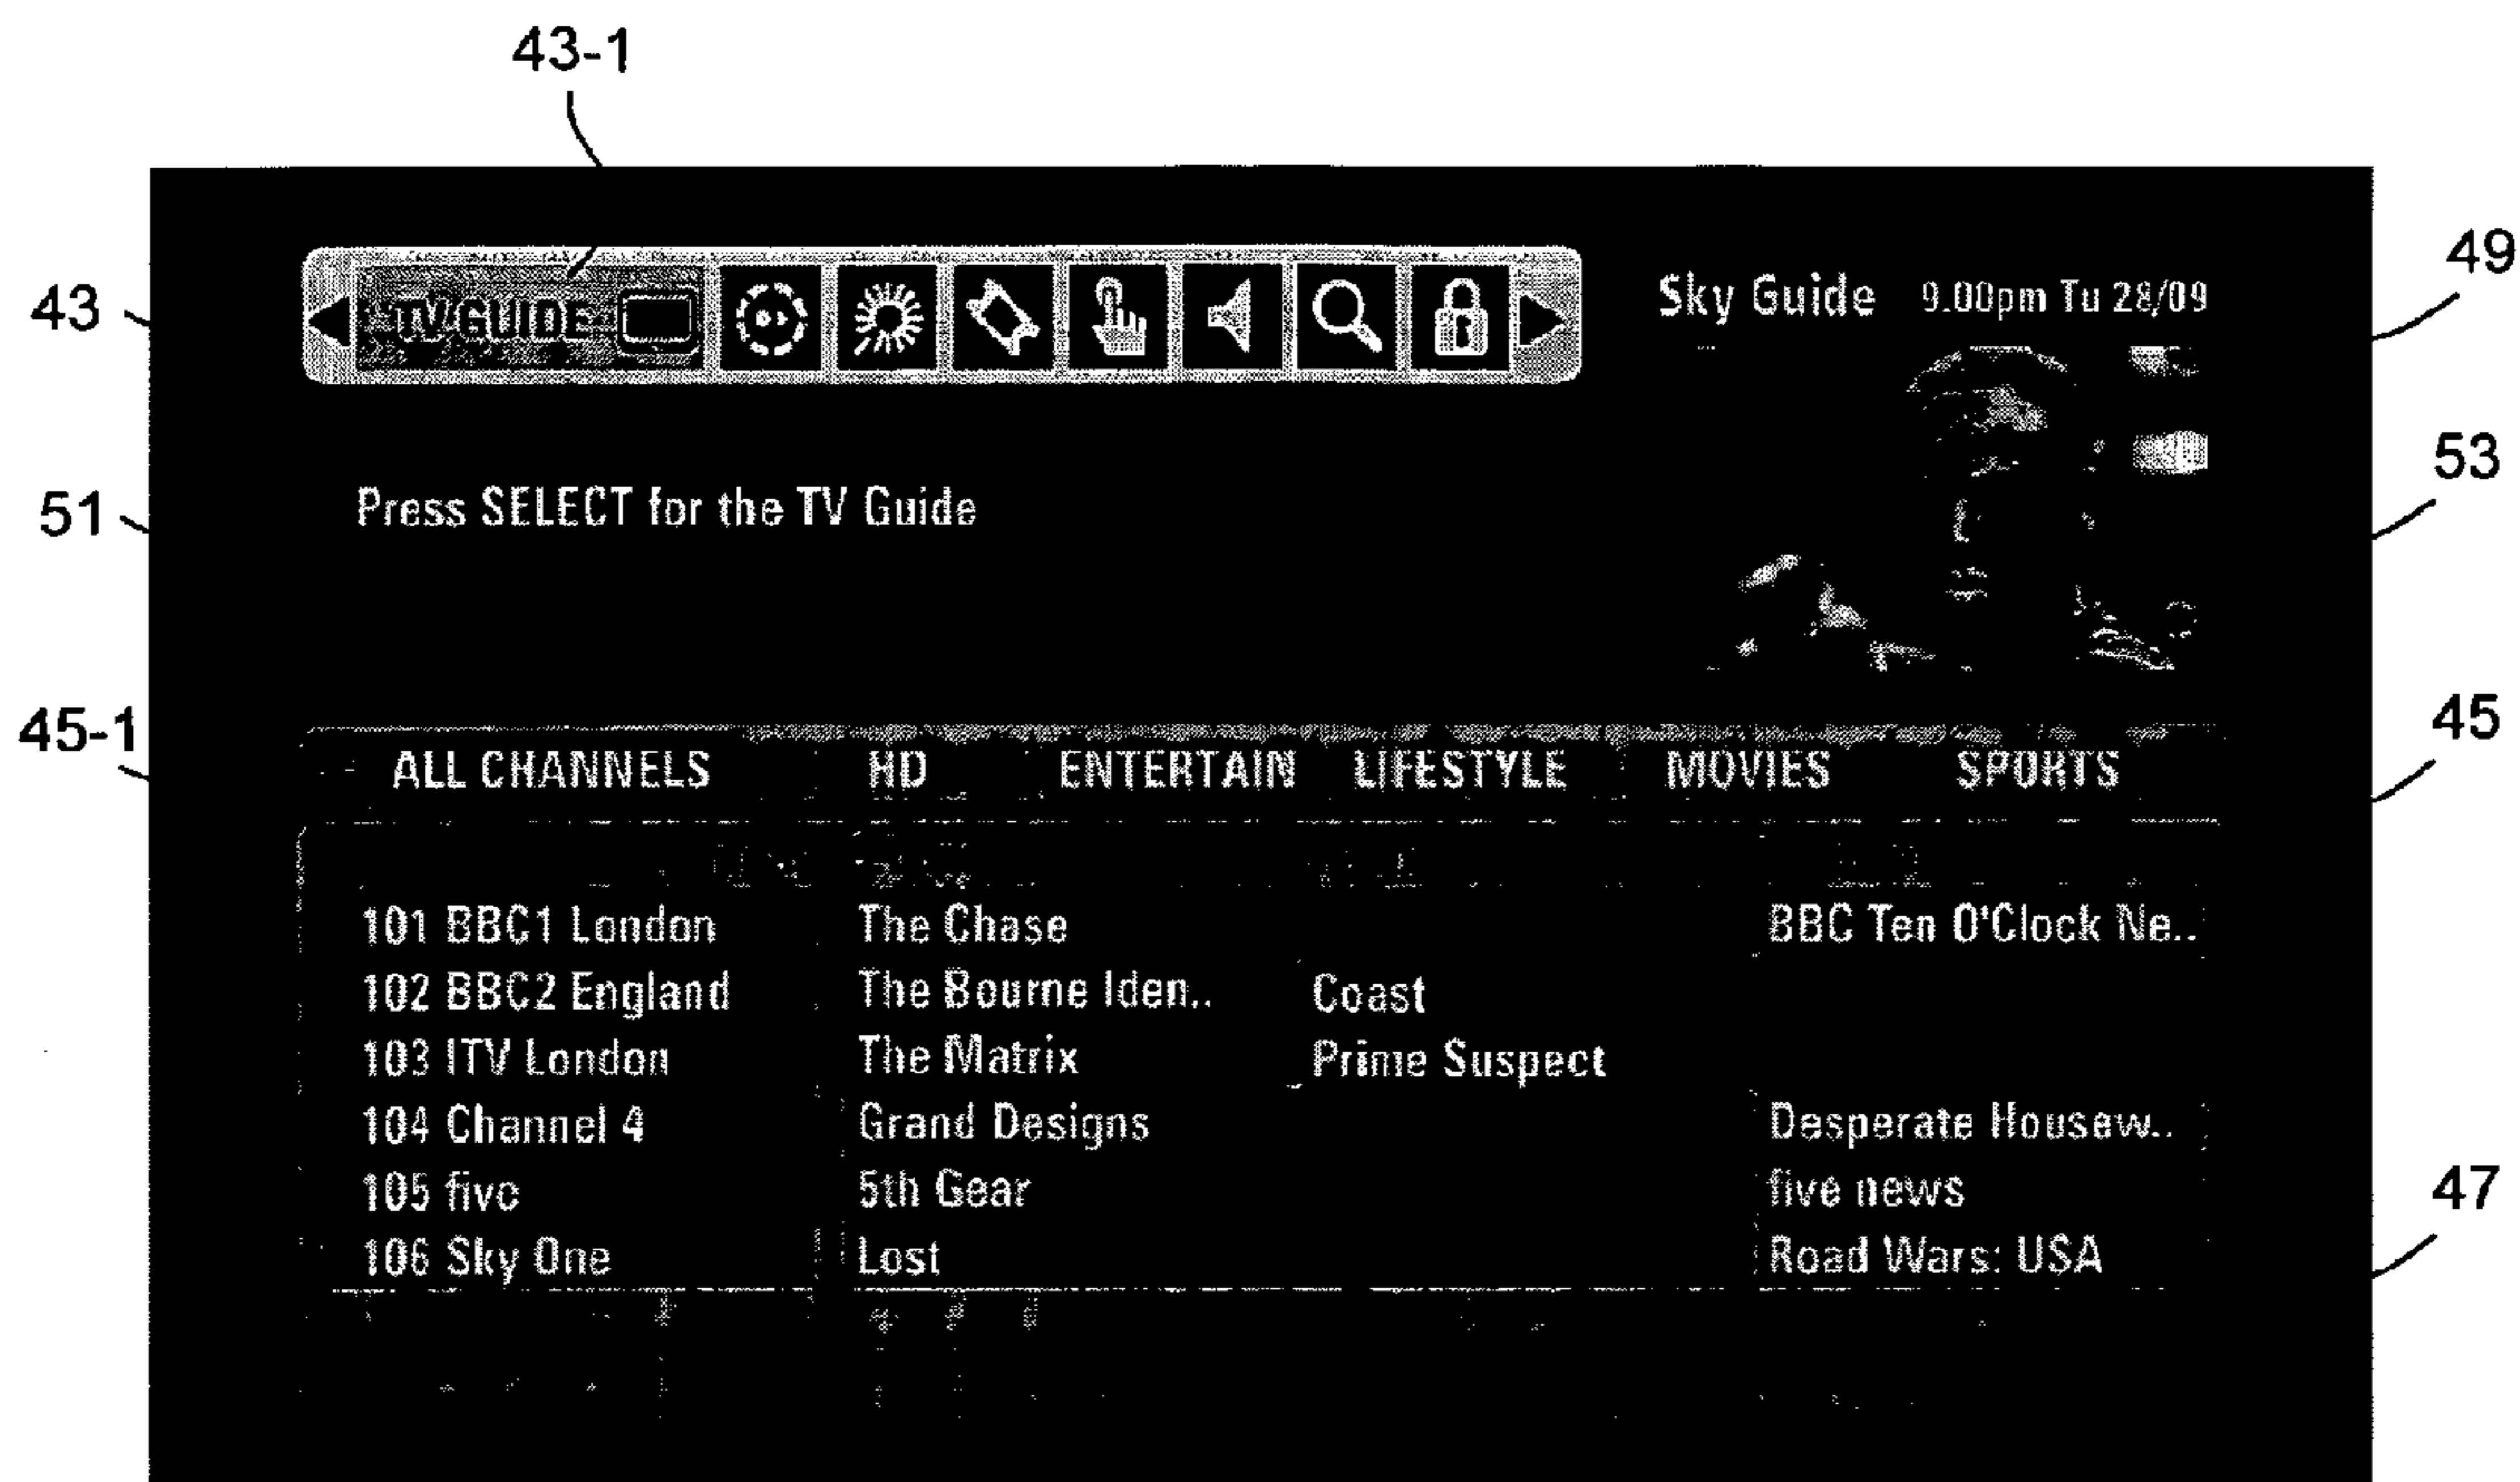 43-1
49
43
TV GUIDE
Sky Guide 9.00pm Tu 28/09
53
51
Press SELECT for the TV Guide
45-1
45
ALL CHANNELS HD ENTERTAIN LIFESTYLE MOVIES SPORTS
101 BBC1 London The Chase BBC Ten O'Clock Ne..
102 BBC2 England The Bourne Iden.. Coast
103 ITV London The Matrix Prime Suspect
104 Channel 4 Grand Designs Desperate Housew..
105 five 5th Gear five news
47
106 Sky One Lost Road Wars: USA